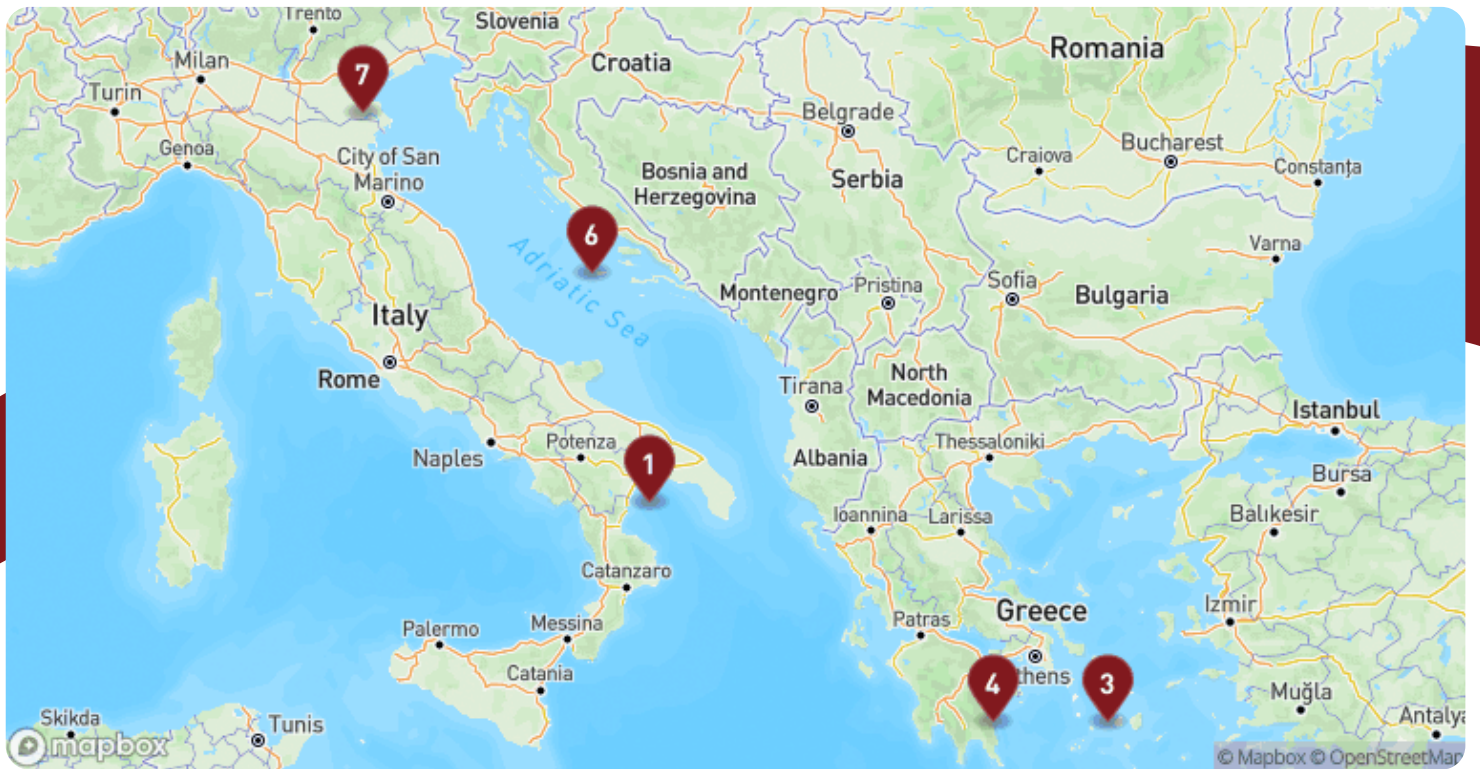 Trento
Slovenia
Romania
Milan
Croatia
7
Turin
Belgrade
Bucharest
Genoa
City of San
Marino
Craiova
Constanța
Bosnia and
Herzegovina
Serbia
6
Varna
Adriatic Sea
Montenegro
Pristina
Sofia
Bulgaria
Italy
Rome
Tirana
North
Macedonia
Istanbul
Naples
Potenza
1
Albania
Thessaloniki
Bursa
Ioannina
Larissa
Balıkesir
Catanzaro
Greece
Izmir
Palermo
Messina
Patras
Catania
4
thens
3
Muğla
Skikda
Tunis
Antalya
mapbox
© Mapbox © OpenStreetMap